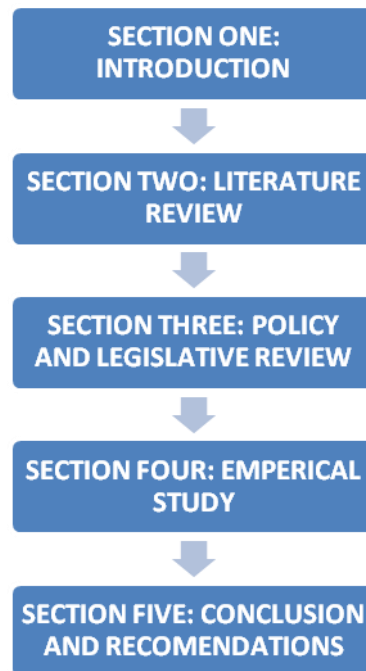 SECTION ONE:
INTRODUCTION
SECTION TWO: LITERATURE
REVIEW
SECTION THREE: POLICY
AND LEGISLATIVE REVIEW
SECTION FOUR: EMPERICAL
STUDY
SECTION FIVE: CONCLUSION
AND RECOMENDATIONS